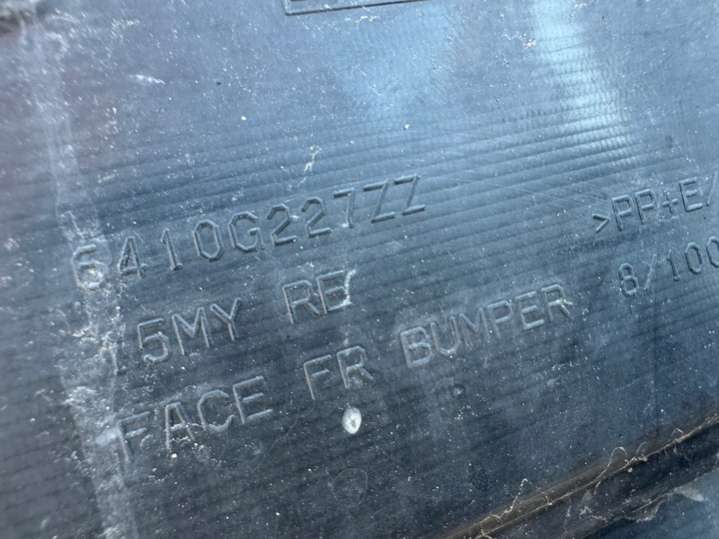 6410G227ZZ
>PP+E/
15MY RE
8/100
FACE FR BUMPER